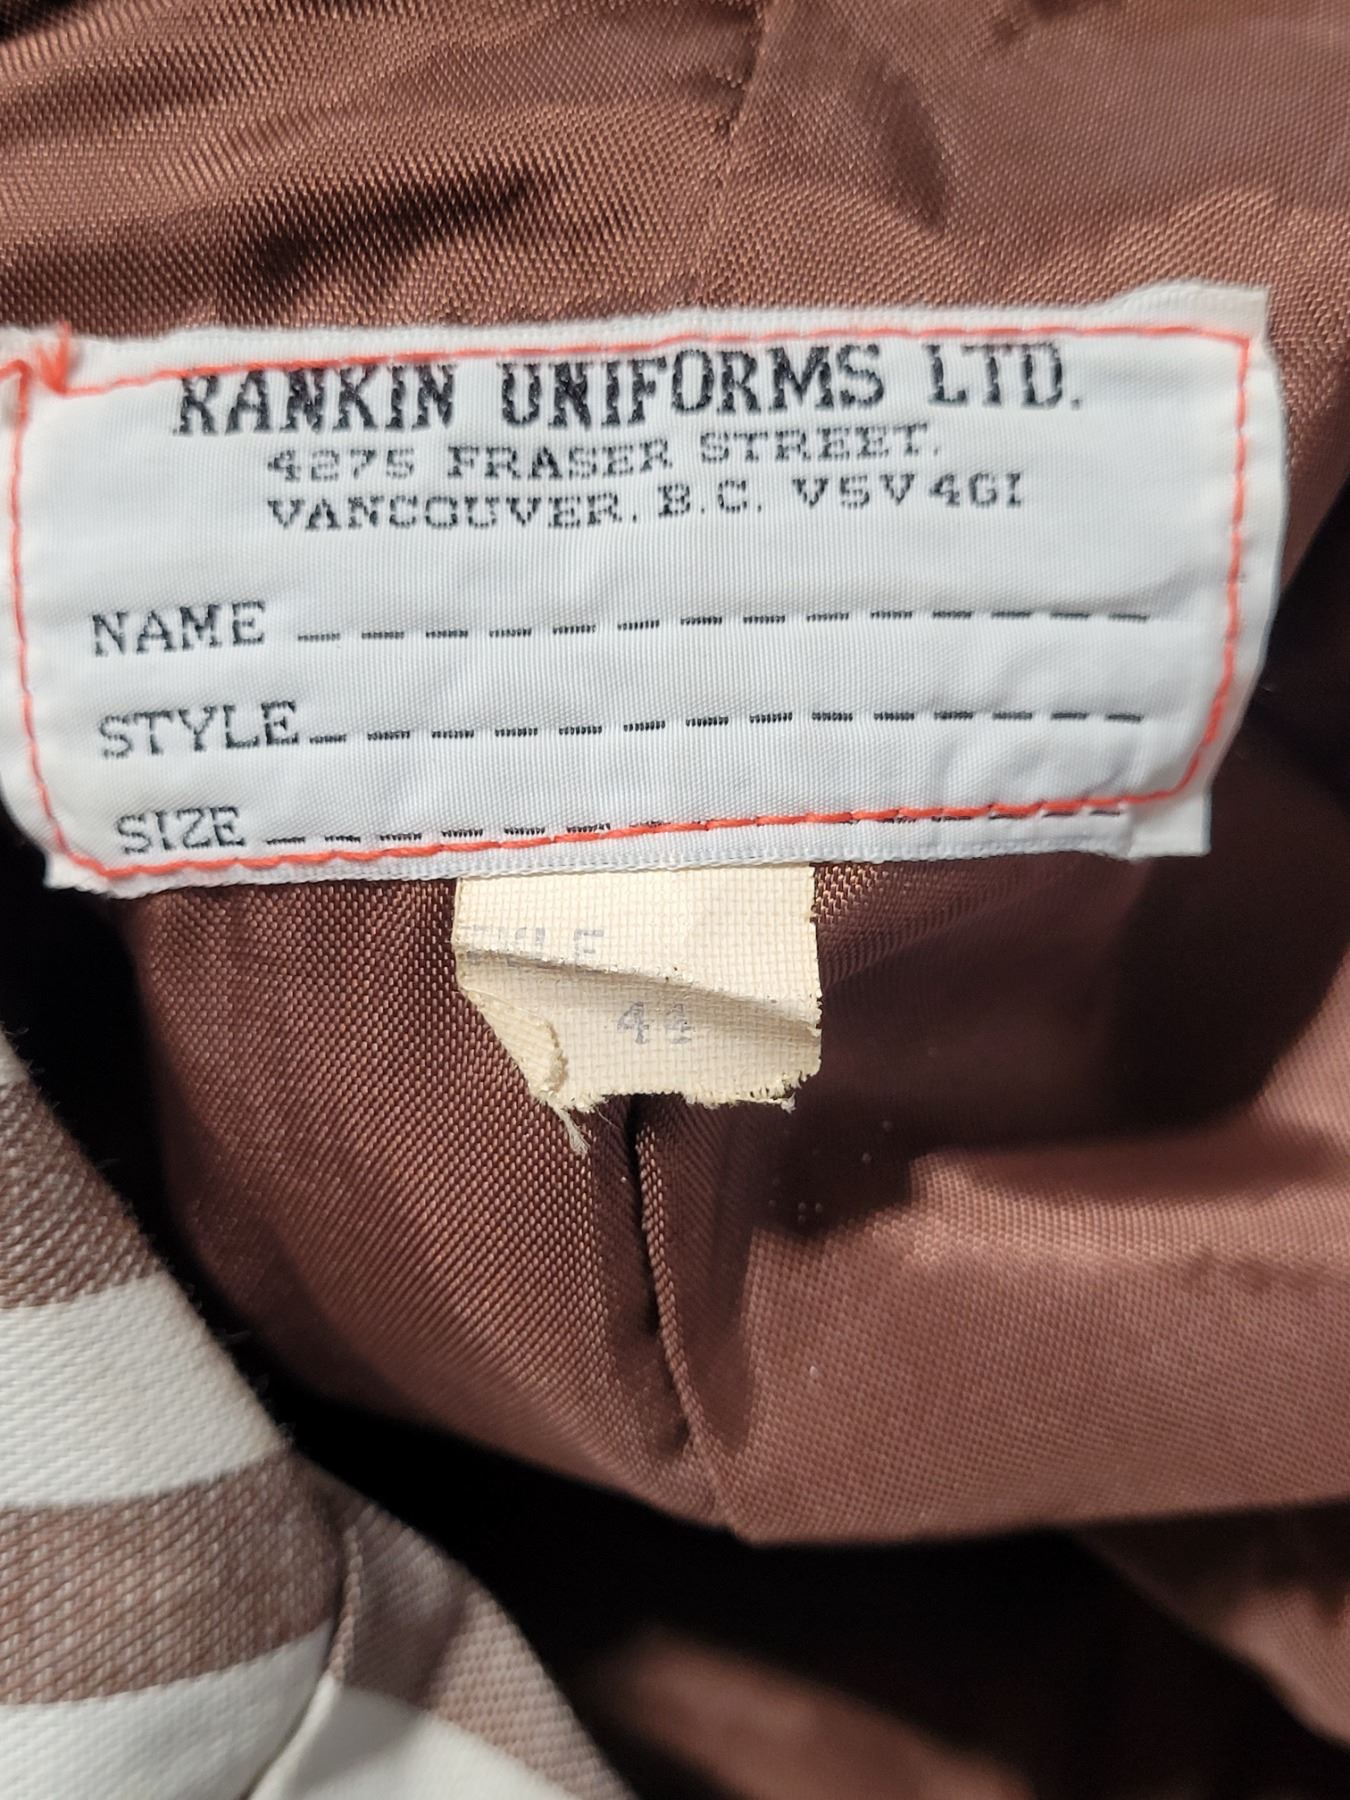 RANKIN UNIFORMS LTD.
4275 FRASER STREET.
VANCOUVER, B.C. V5V 4G1
NAME
STYLE
SIZE
44